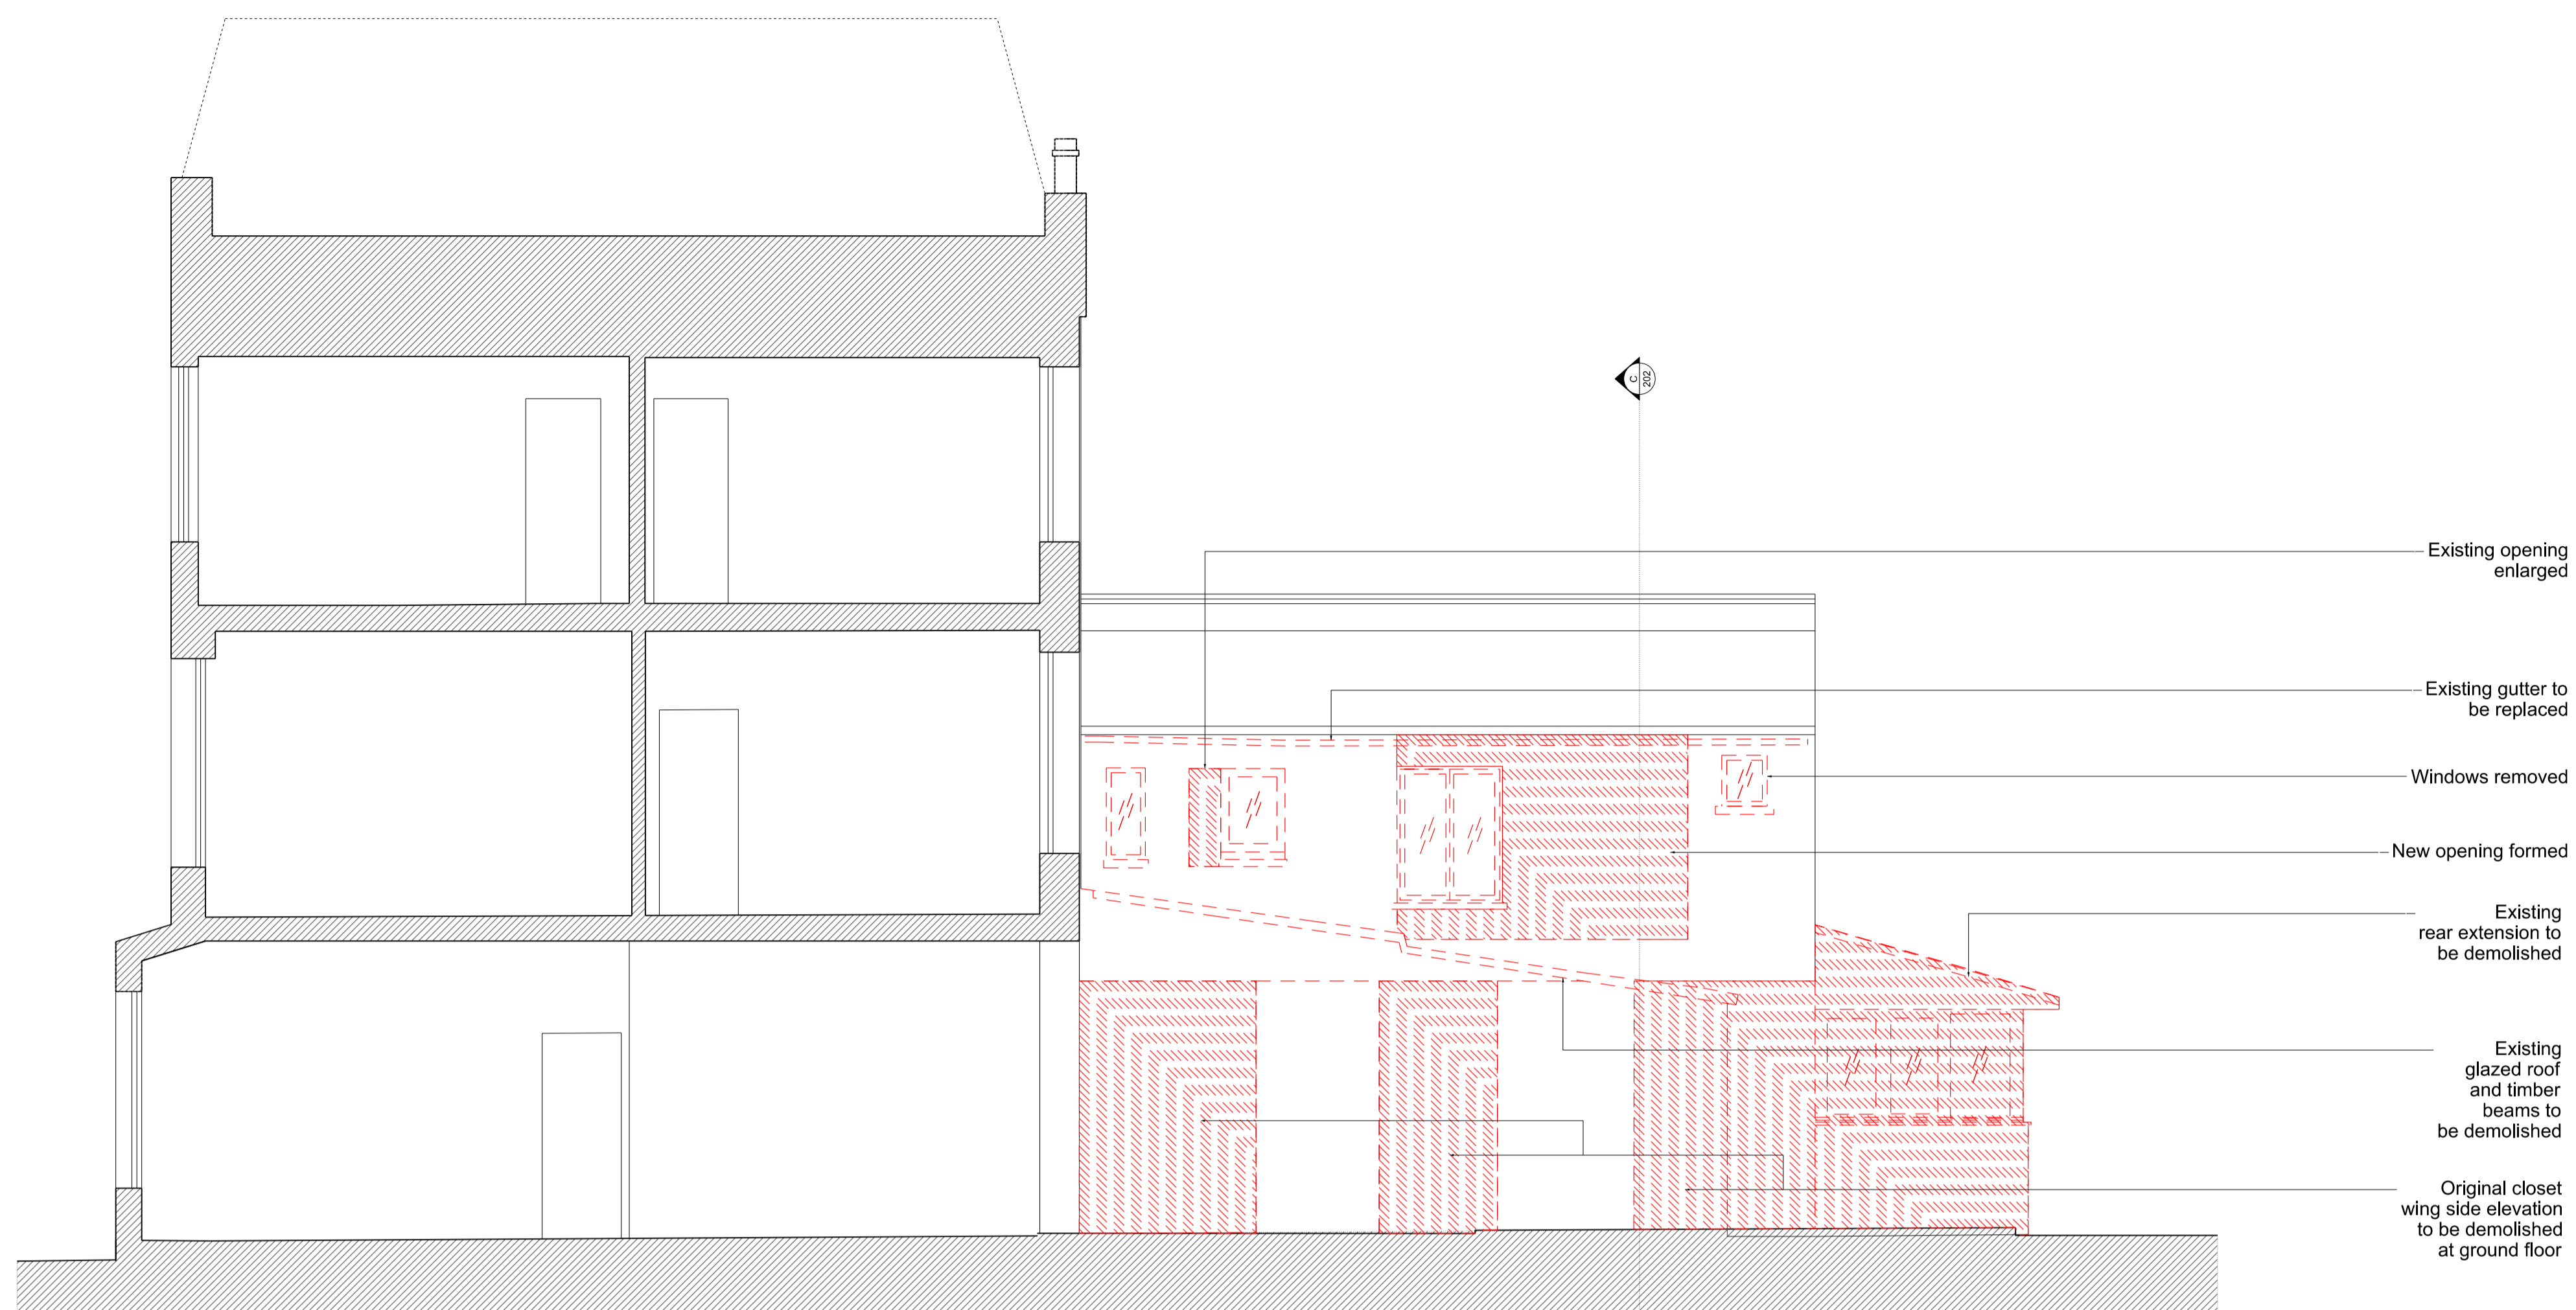 C
202
Existing opening
enlarged
Existing gutter to
be replaced
Windows removed
New opening formed
Existing
rear extension to
be demolished
Existing
glazed roof
and timber
beams to
be demolished
Original closet
wing side elevation
to be demolished
at ground floor